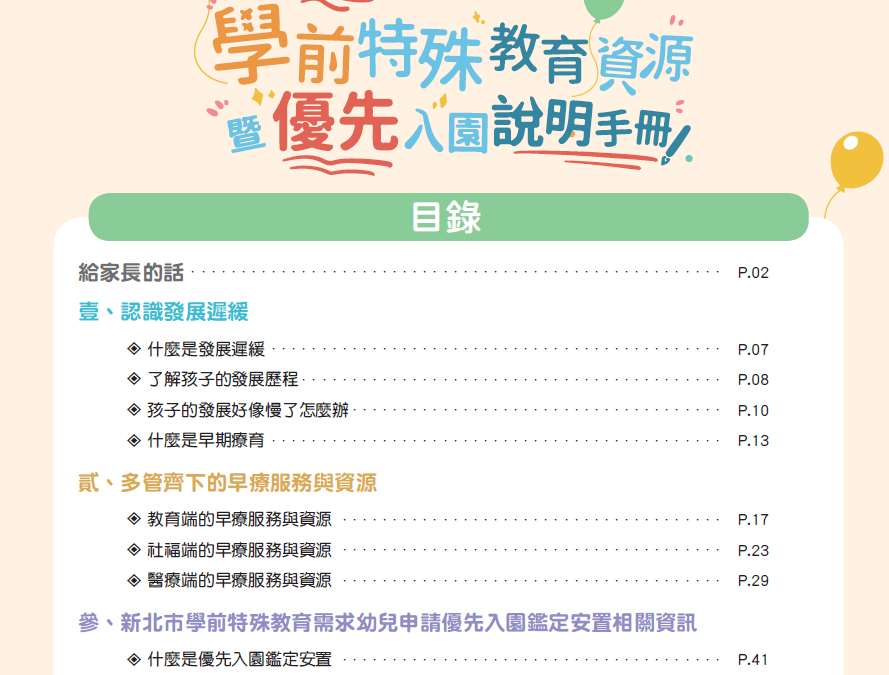 學前特殊教育資源
暨優先入園說明手冊
目錄
給家長的話 P.02
壹、認識發展遲緩
◈ 什麼是發展遲緩 P.07
◈ 了解孩子的發展歷程 P.08
◈ 孩子的發展好像慢了怎麼辦 P.10
◈ 什麼是早期療育 P.13
貳、多管齊下的早療服務與資源
◈ 教育端的早療服務與資源 P.17
◈ 社福端的早療服務與資源 P.23
◈ 醫療端的早療服務與資源 P.29
參、新北市學前特殊教育需求幼兒申請優先入園鑑定安置相關資訊
◈ 什麼是優先入園鑑定安置 P.41